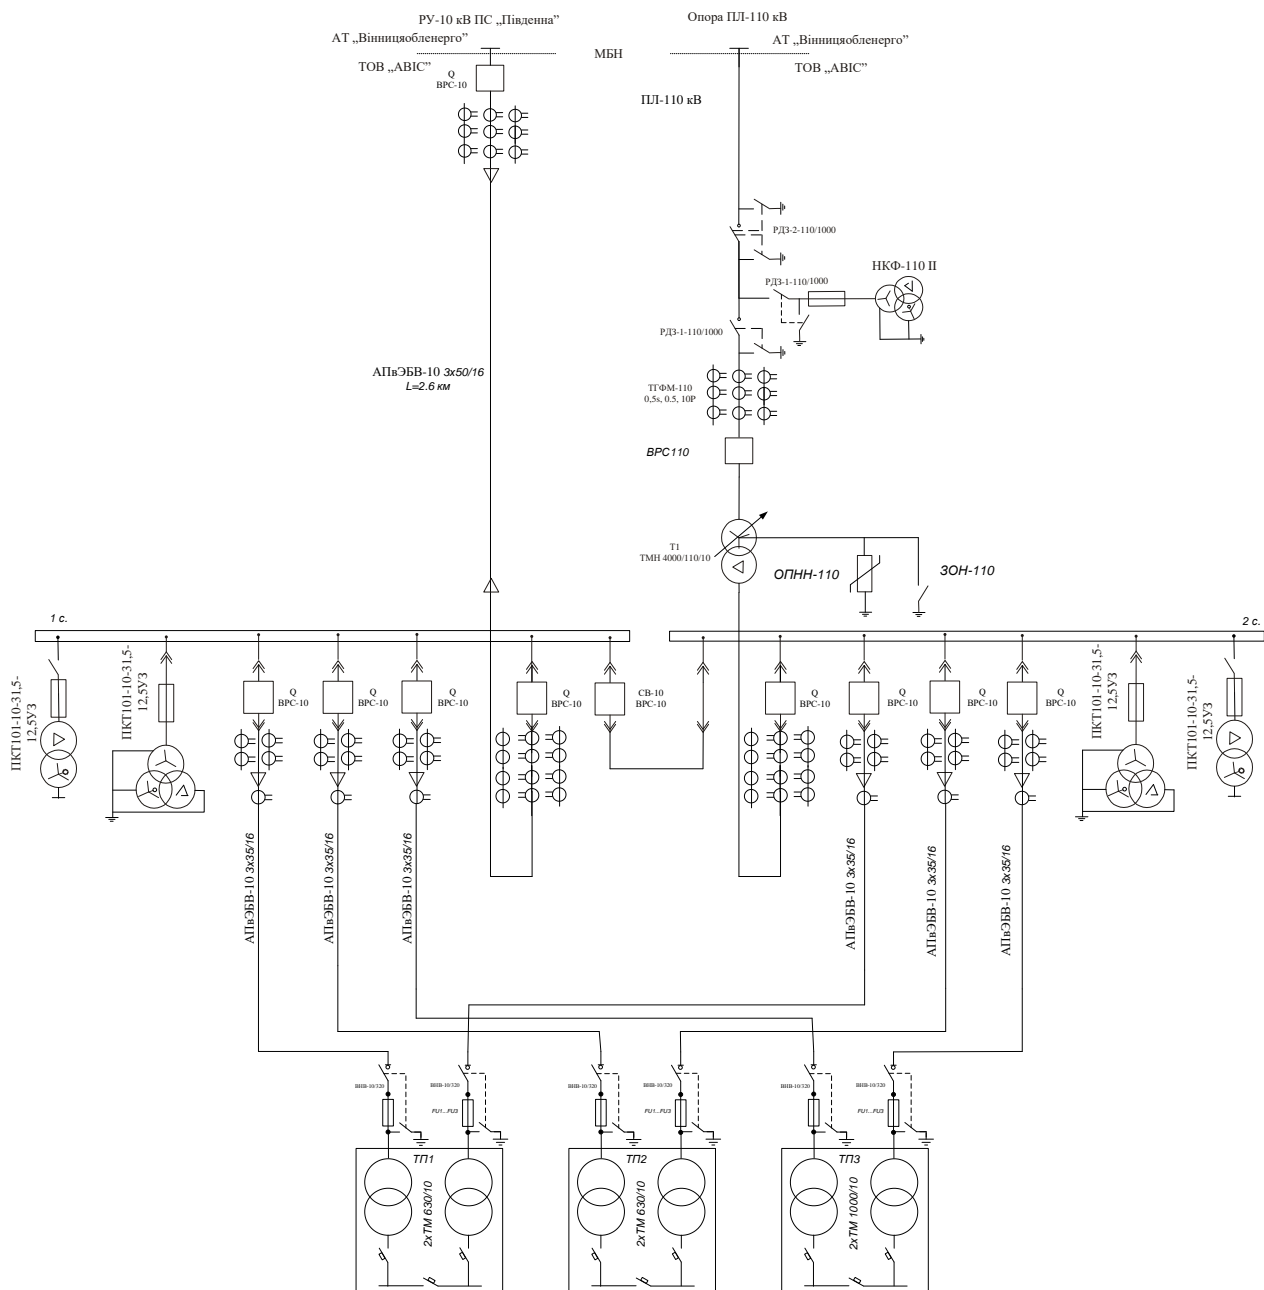 РУ-10 кВ ПС „Південна”
Опора ПЛ-110 кВ
АТ „Вінницяобленерго”
АТ „Вінницяобленерго”
МБН
ТОВ „АВІС”
ТОВ „АВІС”
Q
ВРС-10
ПЛ-110 кВ
РДЗ-2-110/1000
НКФ-110 ІІ
РДЗ-1-110/1000
РДЗ-1-110/1000
АПвЭБВ-10 3х50/16
L=2.6 км
ТГФМ-110
0,5s, 0.5, 10Р
ВРС110
Т1
ТМН 4000/110/10
ОПНН-110
ЗОН-110
1 с.
2 с.
ПКТ101-10-31,5-
12,5УЗ
ПКТ101-10-31,5-
12,5УЗ
Q
ВРС-10
Q
ВРС-10
Q
ВРС-10
Q
ВРС-10
СВ-10
ВРС-10
Q
ВРС-10
Q
ВРС-10
Q
ВРС-10
Q
ВРС-10
ПКТ101-10-31,5-
12,5УЗ
ПКТ101-10-31,5-
12,5УЗ
АПвЭБВ-10 3х35/16
АПвЭБВ-10 3х35/16
АПвЭБВ-10 3х35/16
АПвЭБВ-10 3х35/16
АПвЭБВ-10 3х35/16
АПвЭБВ-10 3х35/16
ВНВ-10/320
ВНВ-10/320
ВНВ-10/320
ВНВ-10/320
ВНВ-10/320
ВНВ-10/320
FU1...FU3
FU1...FU3
FU1...FU3
ТП1
ТП2
ТП3
2хТМ 630/10
2хТМ 630/10
2хТМ 1000/10